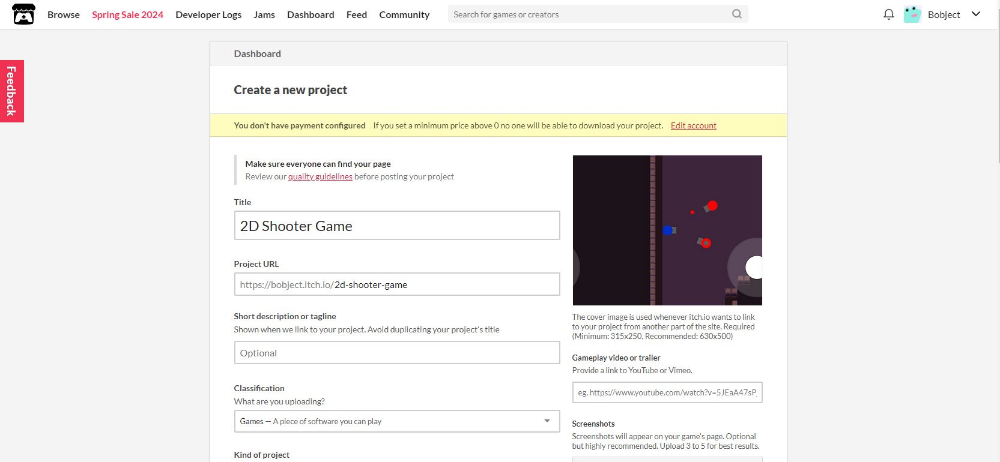 Browse Spring Sale 2024 Developer Logs Jams Dashboard Feed Community Search for games or creators Bobject
Feedback
Dashboard
Create a new project
You don't have payment configured If you set a minimum price above 0 no one will be able to download your project. Edit account
Make sure everyone can find your page
Review our quality guidelines before posting your project
Title
2D Shooter Game
Project URL
https://bobject.itch.io/2d-shooter-game
Short description or tagline
Shown when we link to your project. Avoid duplicating your project's title
Optional
Classification
What are you uploading?
Games — A piece of software you can play
Kind of project
The cover image is used whenever itch.io wants to link
to your project from another part of the site. Required
(Minimum: 315x250, Recommended: 630x500)
Gameplay video or trailer
Provide a link to YouTube or Vimeo.
eg. https://www.youtube.com/watch?v=5JEaA47sP
Screenshots
Screenshots will appear on your game's page. Optional
but highly recommended. Upload 3 to 5 for best results.